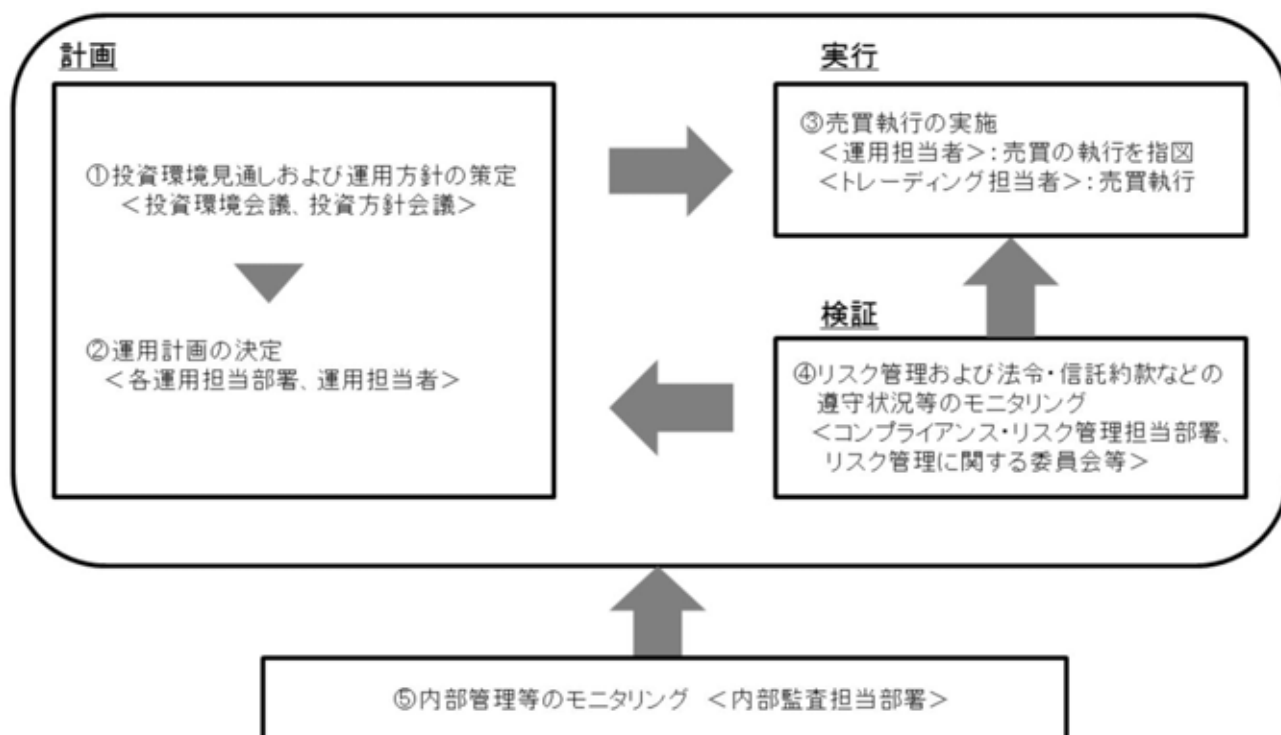 計画
①投資環境見通しおよび運用方針の策定
＜投資環境会議、投資方針会議＞
②運用計画の決定
＜各運用担当部署、運用担当者＞
実行
③売買執行の実施
＜運用担当者＞:売買の執行を指図
＜トレーディング担当者＞:売買執行
検証
④リスク管理および法令・信託約款などの
遵守状況等のモニタリング
＜コンプライアンス・リスク管理担当部署、
リスク管理に関する委員会等＞
⑤内部管理等のモニタリング ＜内部監査担当部署＞